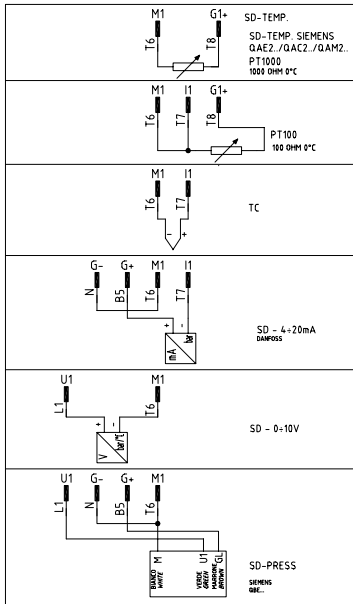 M1 G1+ SD-TEMP.
T6 T8 SD-TEMP. SIEMENS
QAE2../QAC2../QAM2..
PT1000
1000 OHM 0°C
M1 I1 G1+
T6 T7 T8
PT100
100 OHM 0°C
M1 I1
T6 T7 TC
- +
G- G+ M1 I1
N B5 T6 T7
+ -
mA bar
SD - 4÷20mA
DANFOSS
U1 M1
L1 T6
+ -
V bar/°C
SD - 0÷10V
U1 G- G+ M1
L1 N B5 T6
M U1 GL
BIANCO VERDE MARRONE
WHITE GREEN BROWN
SD-PRESS
SIEMENS
QBE..